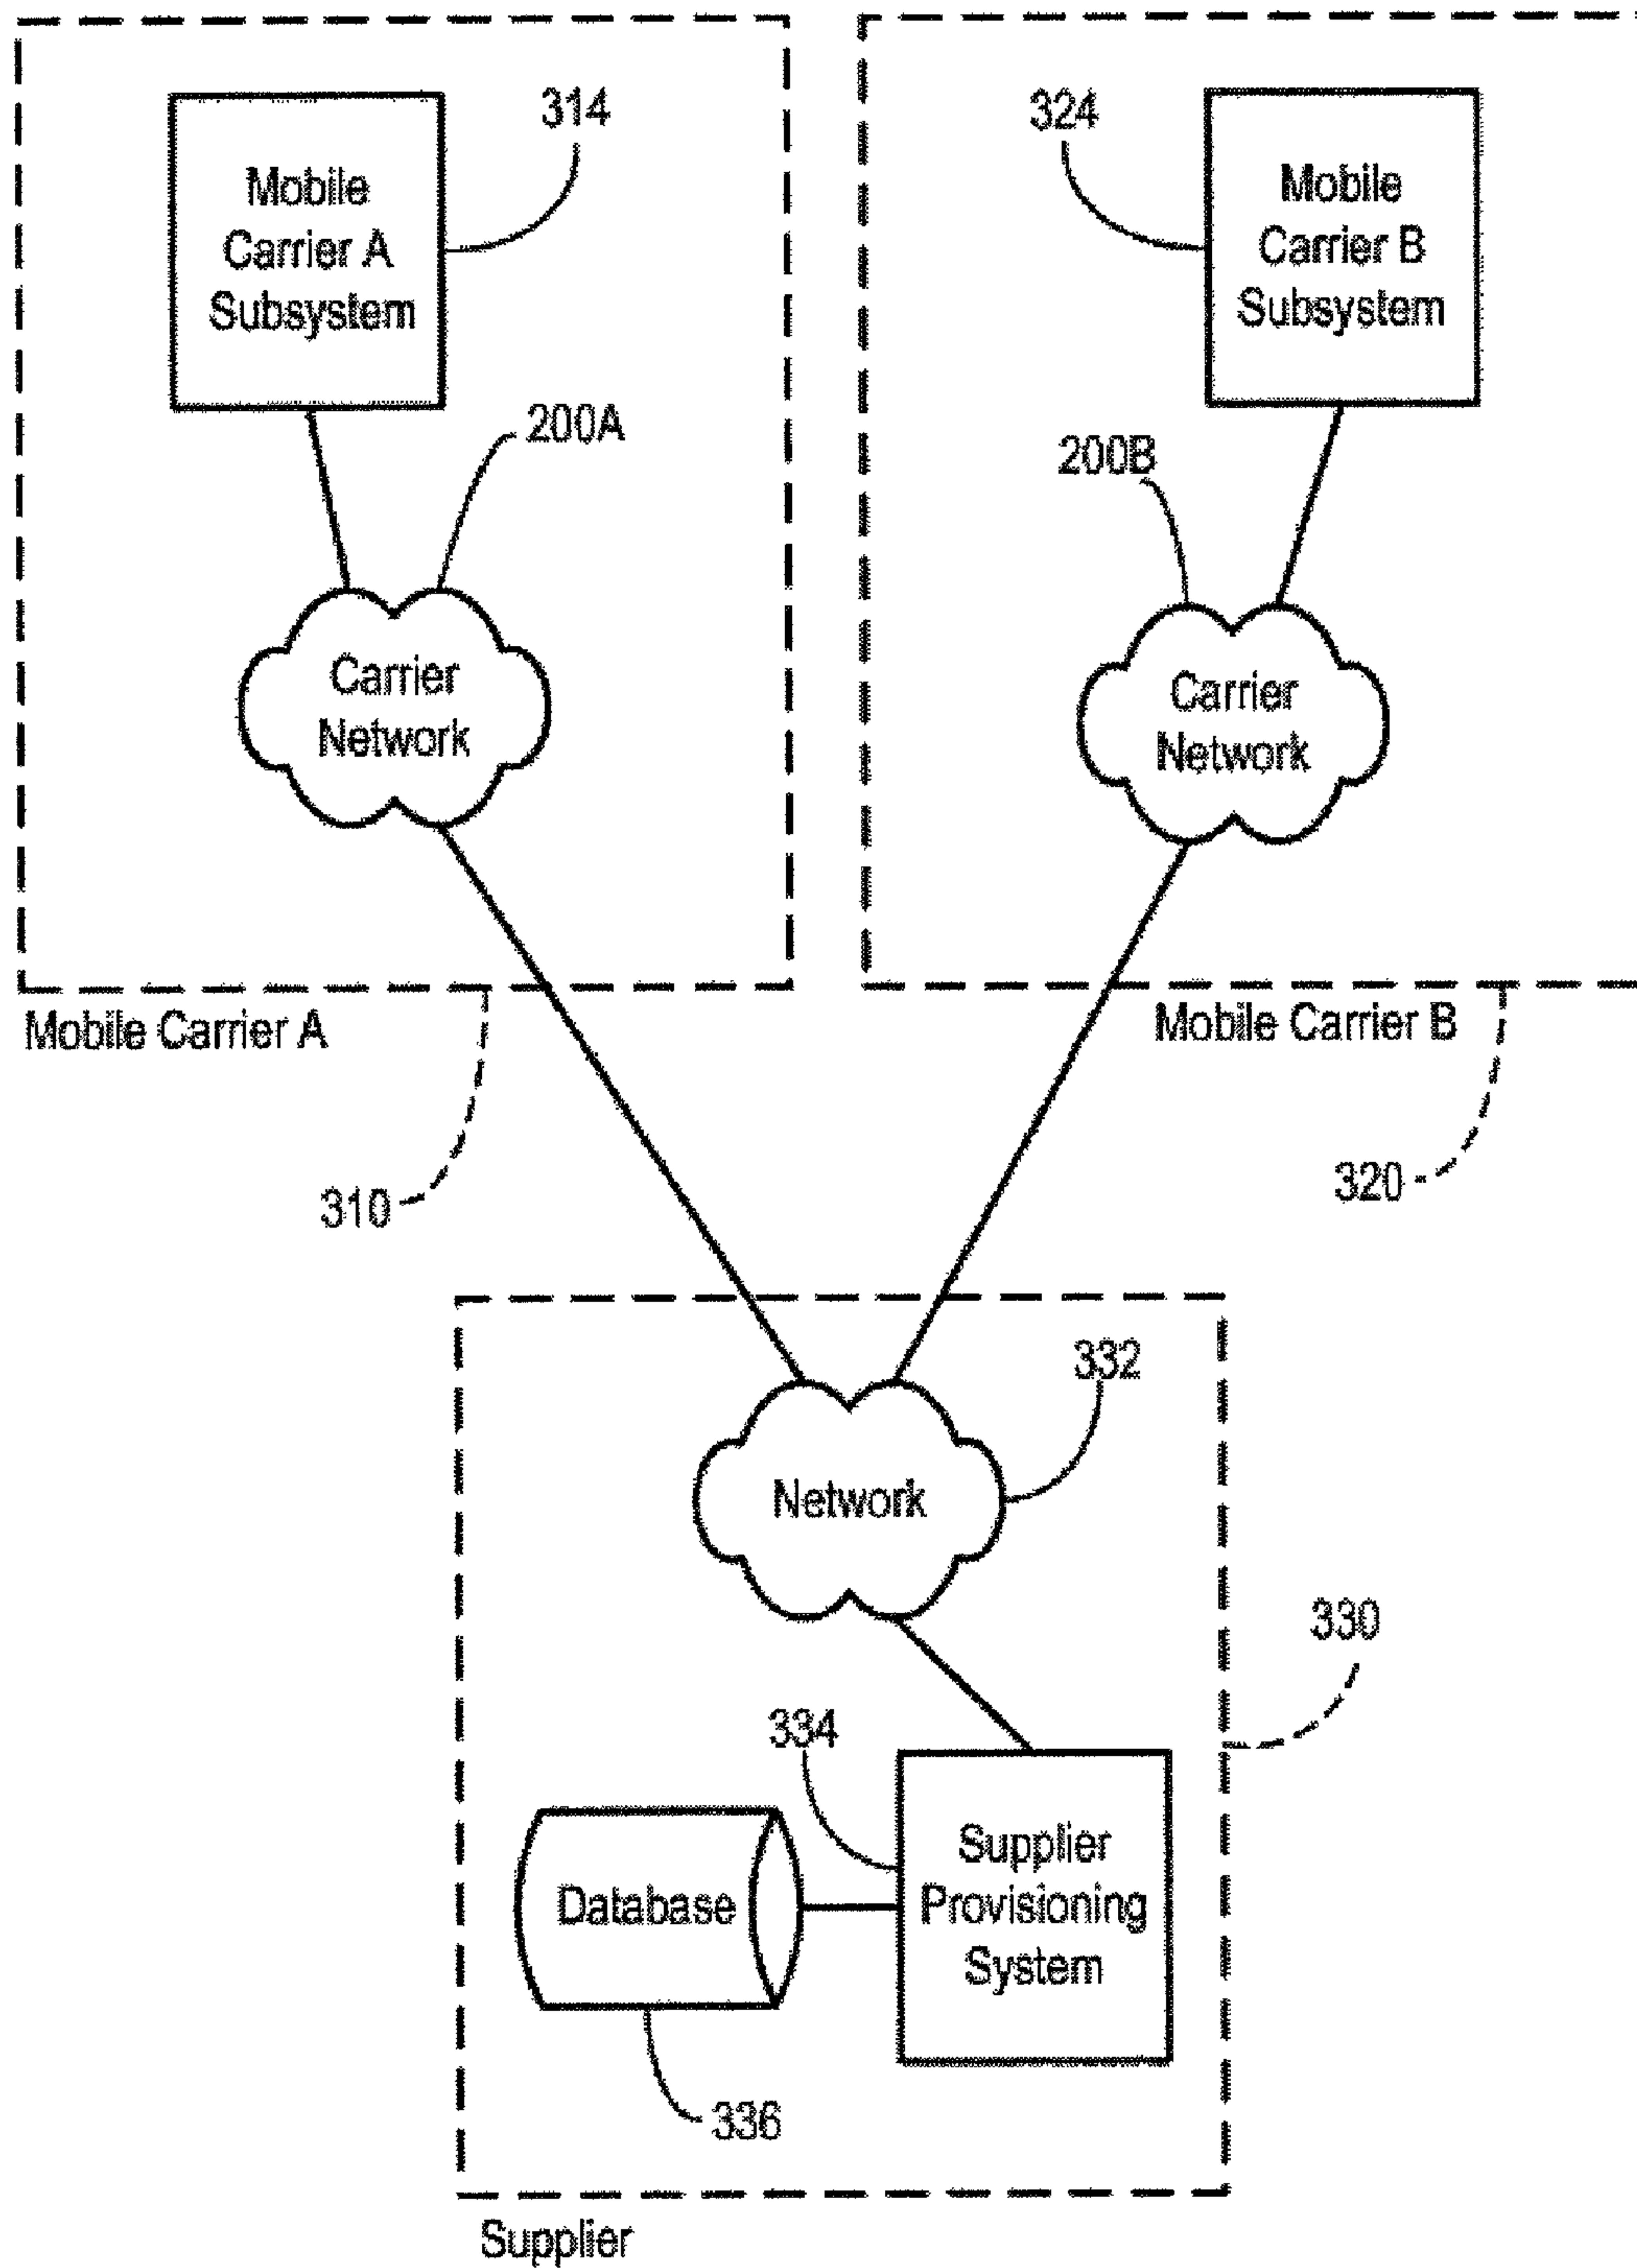 314
Mobile
Carrier A
Subsystem
324
Mobile
Carrier B
Subsystem
200A
200B
Carrier
Network
Carrier
Network
Mobile Carrier A
Mobile Carrier B
310
320
332
Network
330
334
Supplier
Provisioning
System
Database
336
Supplier